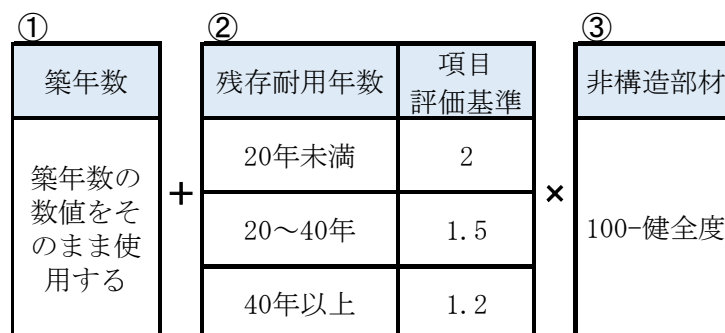 ①
②
③
築年数
残存耐用年数
項目
評価基準
非構造部材
築年数の
数値をそ
のまま使
用する
+
20年未満
2
20～40年
1.5
40年以上
1.2
×
100-健全度